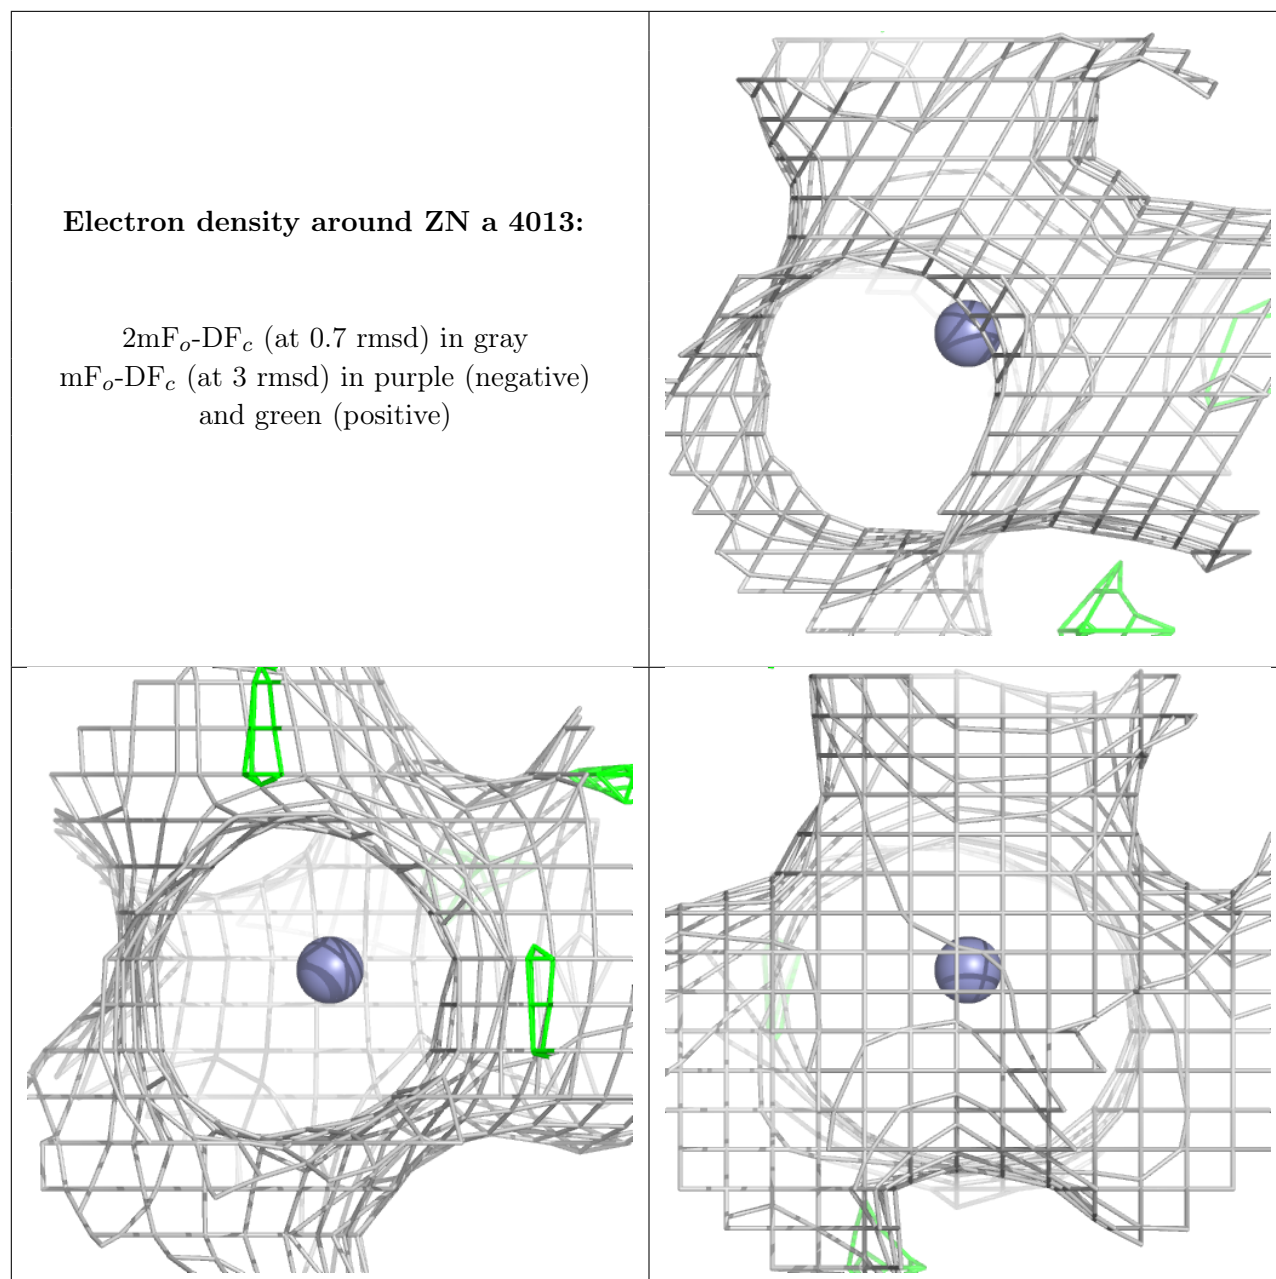 Electron density around ZN a 4013:
2mFo-DFc (at 0.7 rmsd) in gray
mFo-DFc (at 3 rmsd) in purple (negative)
and green (positive)